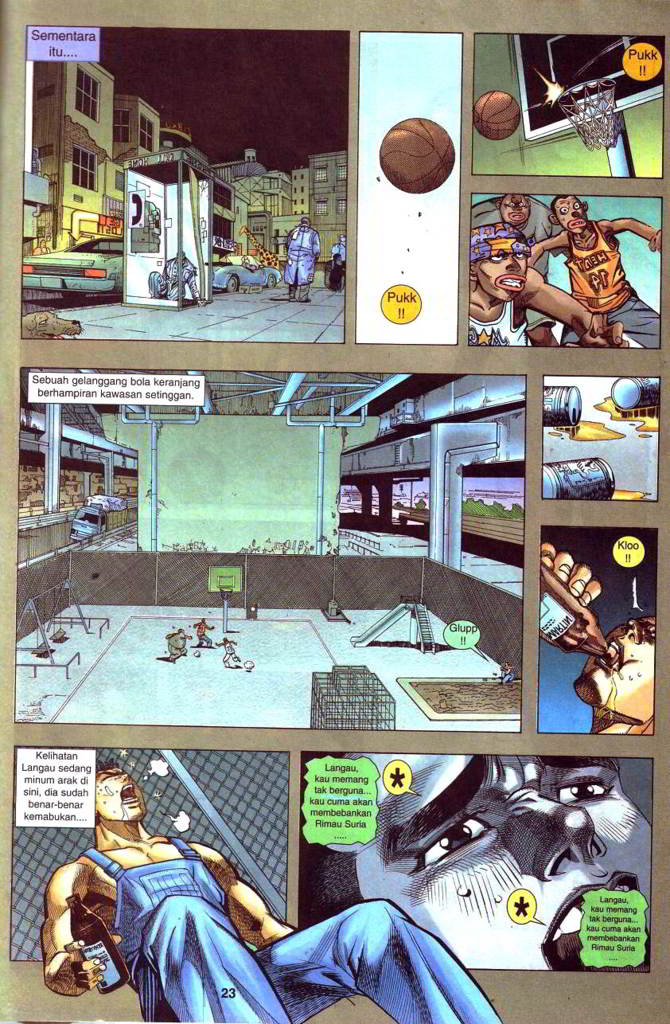 Sementara
itu....
Pukk
!!
Pukk
!!
Sebuah gelanggang bola keranjang
berhampiran kawasan setinggan.
Glupp
!!
Kloo
!!
Kelihatan
Langau sedang
minum arak di
sini, dia sudah
benar-benar
kemabukan....
Langau,
kau memang
tak berguna...
kau cuma akan
membebankan
Rimau Suria
.....
*
*
Langau,
kau memang
tak berguna...
kau cuma akan
membebankan
Rimau Suria
.....
23